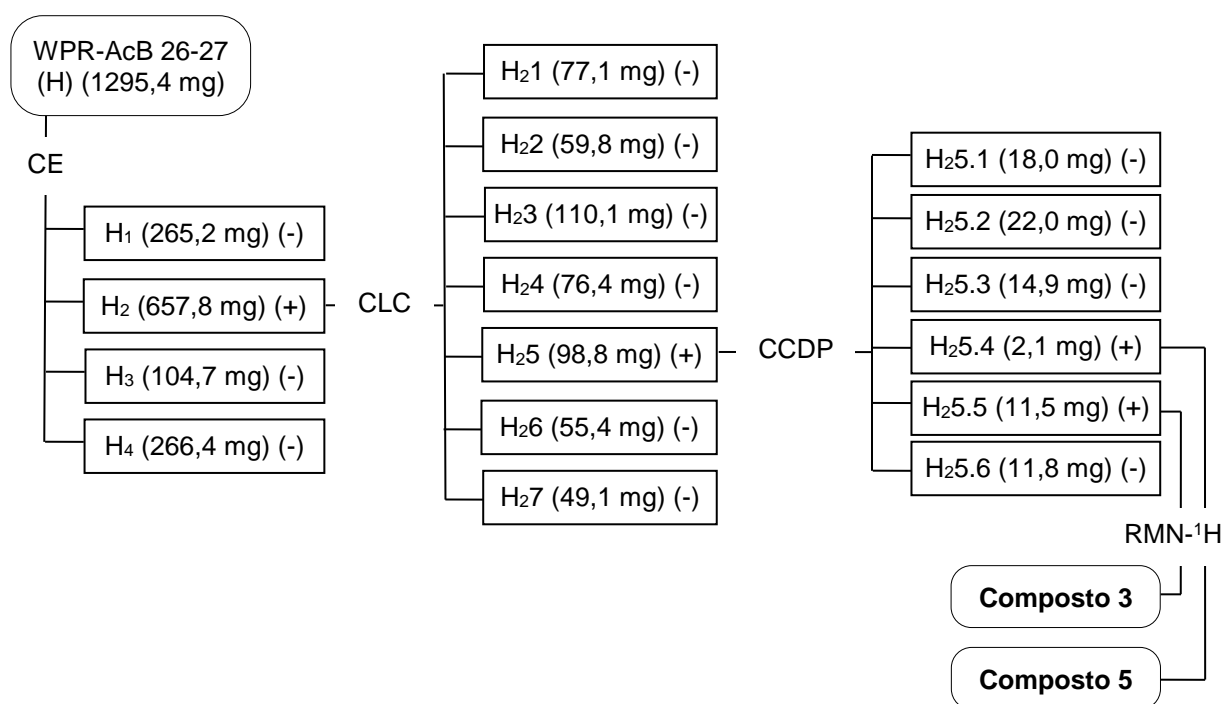 WPR-AcB 26-27
(H) (1295,4 mg)
CE
H₁ (265,2 mg) (-)
H₂ (657,8 mg) (+)
H₃ (104,7 mg) (-)
H₄ (266,4 mg) (-)
CLC
H₂1 (77,1 mg) (-)
H₂2 (59,8 mg) (-)
H₂3 (110,1 mg) (-)
H₂4 (76,4 mg) (-)
H₂5 (98,8 mg) (+)
H₂6 (55,4 mg) (-)
H₂7 (49,1 mg) (-)
CCDP
H₂5.1 (18,0 mg) (-)
H₂5.2 (22,0 mg) (-)
H₂5.3 (14,9 mg) (-)
H₂5.4 (2,1 mg) (+)
H₂5.5 (11,5 mg) (+)
H₂5.6 (11,8 mg) (-)
RMN-¹H
Composto 3
Composto 5